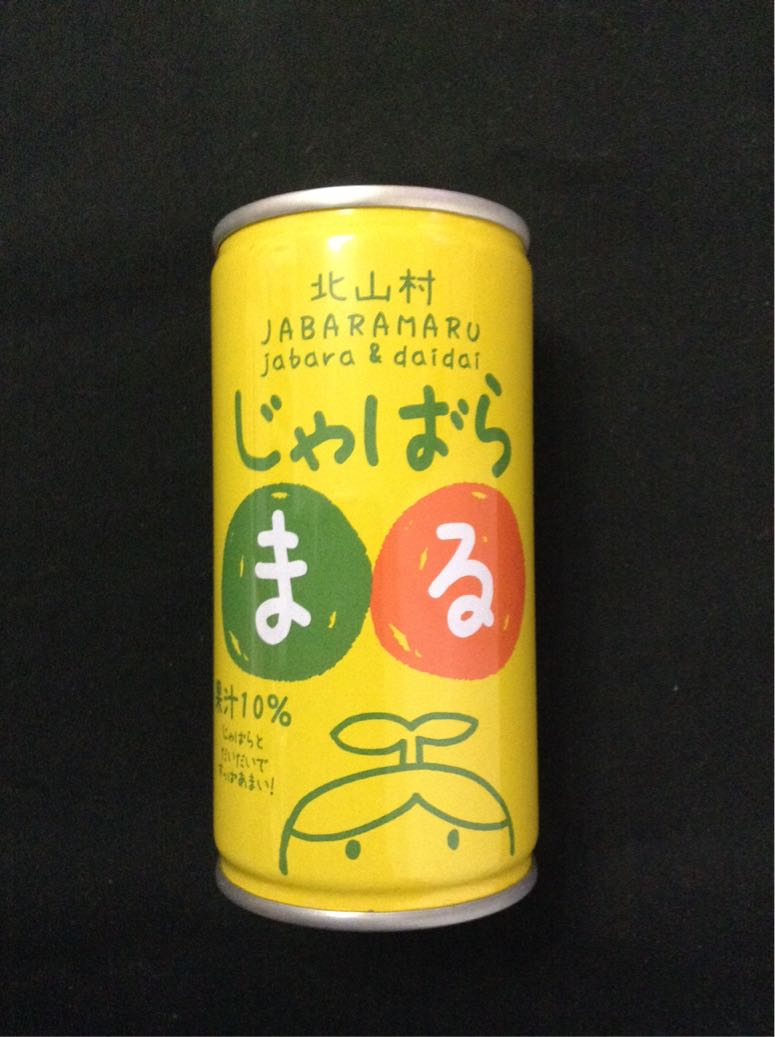 北山村
JABARAMARU
jabara & daidai
じゃばら
まる
果汁10%
じゃばらと
だいだいで
すっぱあまい!